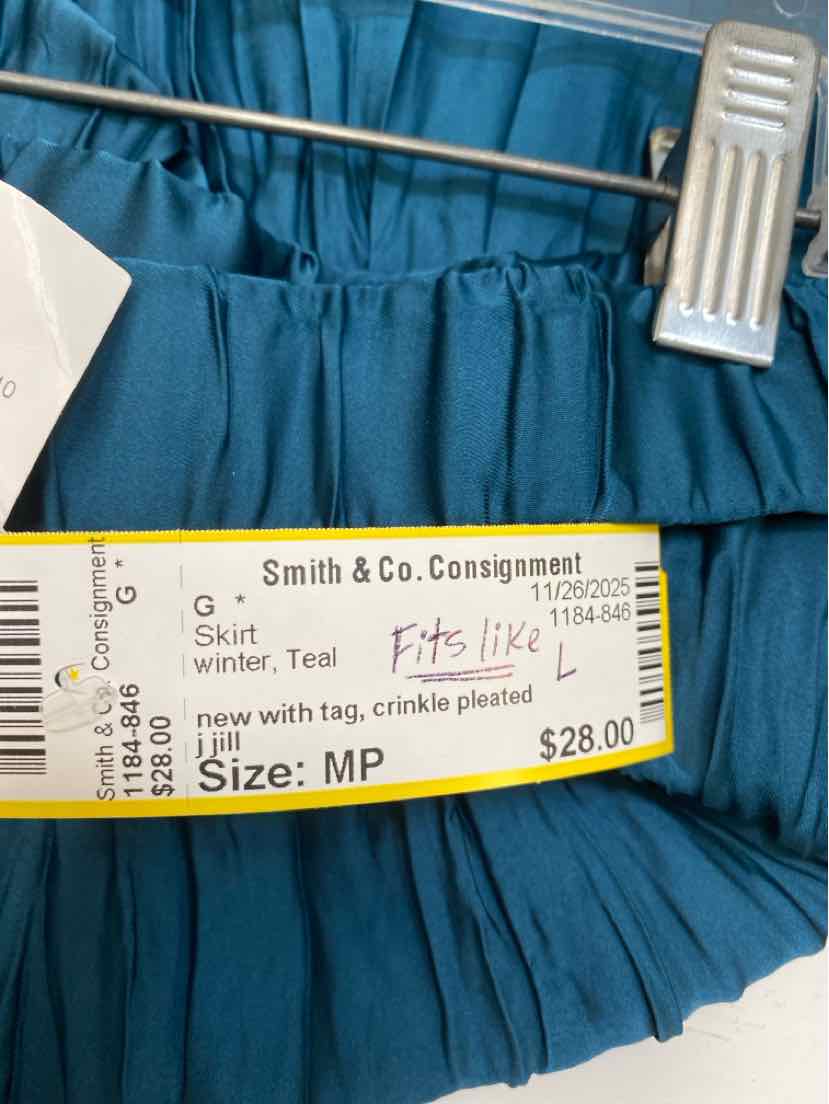 Smith & Co. Consignment
G *
11/26/2025
Skirt
1184-846
winter, Teal
Fits like L
new with tag, crinkle pleated
j jill
$28.00
Size: MP
Smith & Co. Consignment
G *
1184-846
$28.00